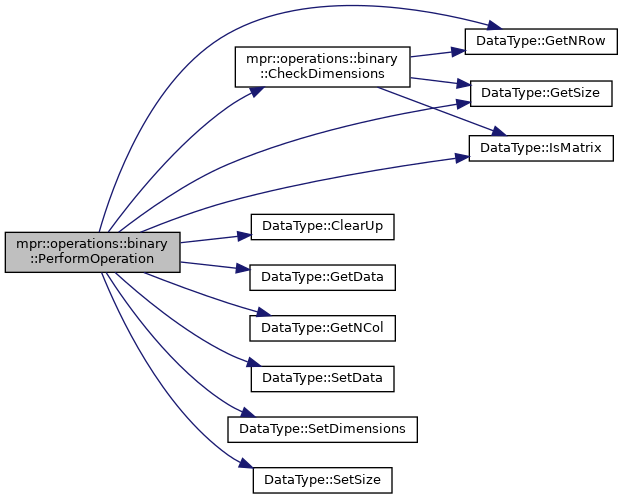 DataType::GetNRow
mpr::operations::binary
::CheckDimensions
DataType::GetSize
DataType::IsMatrix
mpr::operations::binary
::PerformOperation
DataType::ClearUp
DataType::GetData
DataType::GetNCol
DataType::SetData
DataType::SetDimensions
DataType::SetSize